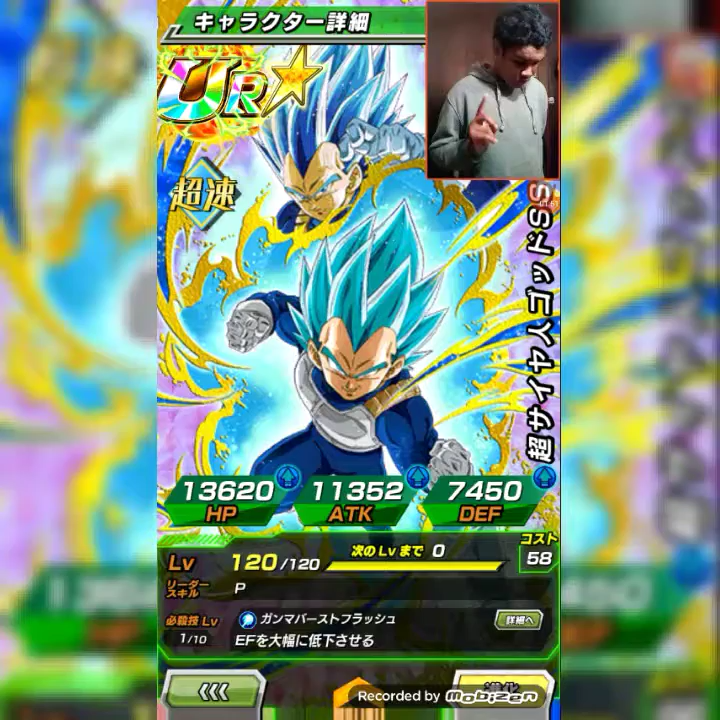 キャラクター詳細
UR
超速
超サイヤ人ゴッドSS
13620
HP
11352
ATK
7450
DEF
コスト
58
Lv 120/120
次のLvまで 0
リーダースキル
P
必殺技Lv
1/10
ガンマバーストフラッシュ
詳細へ
EFを大幅に低下させる
Recorded by Mobizen